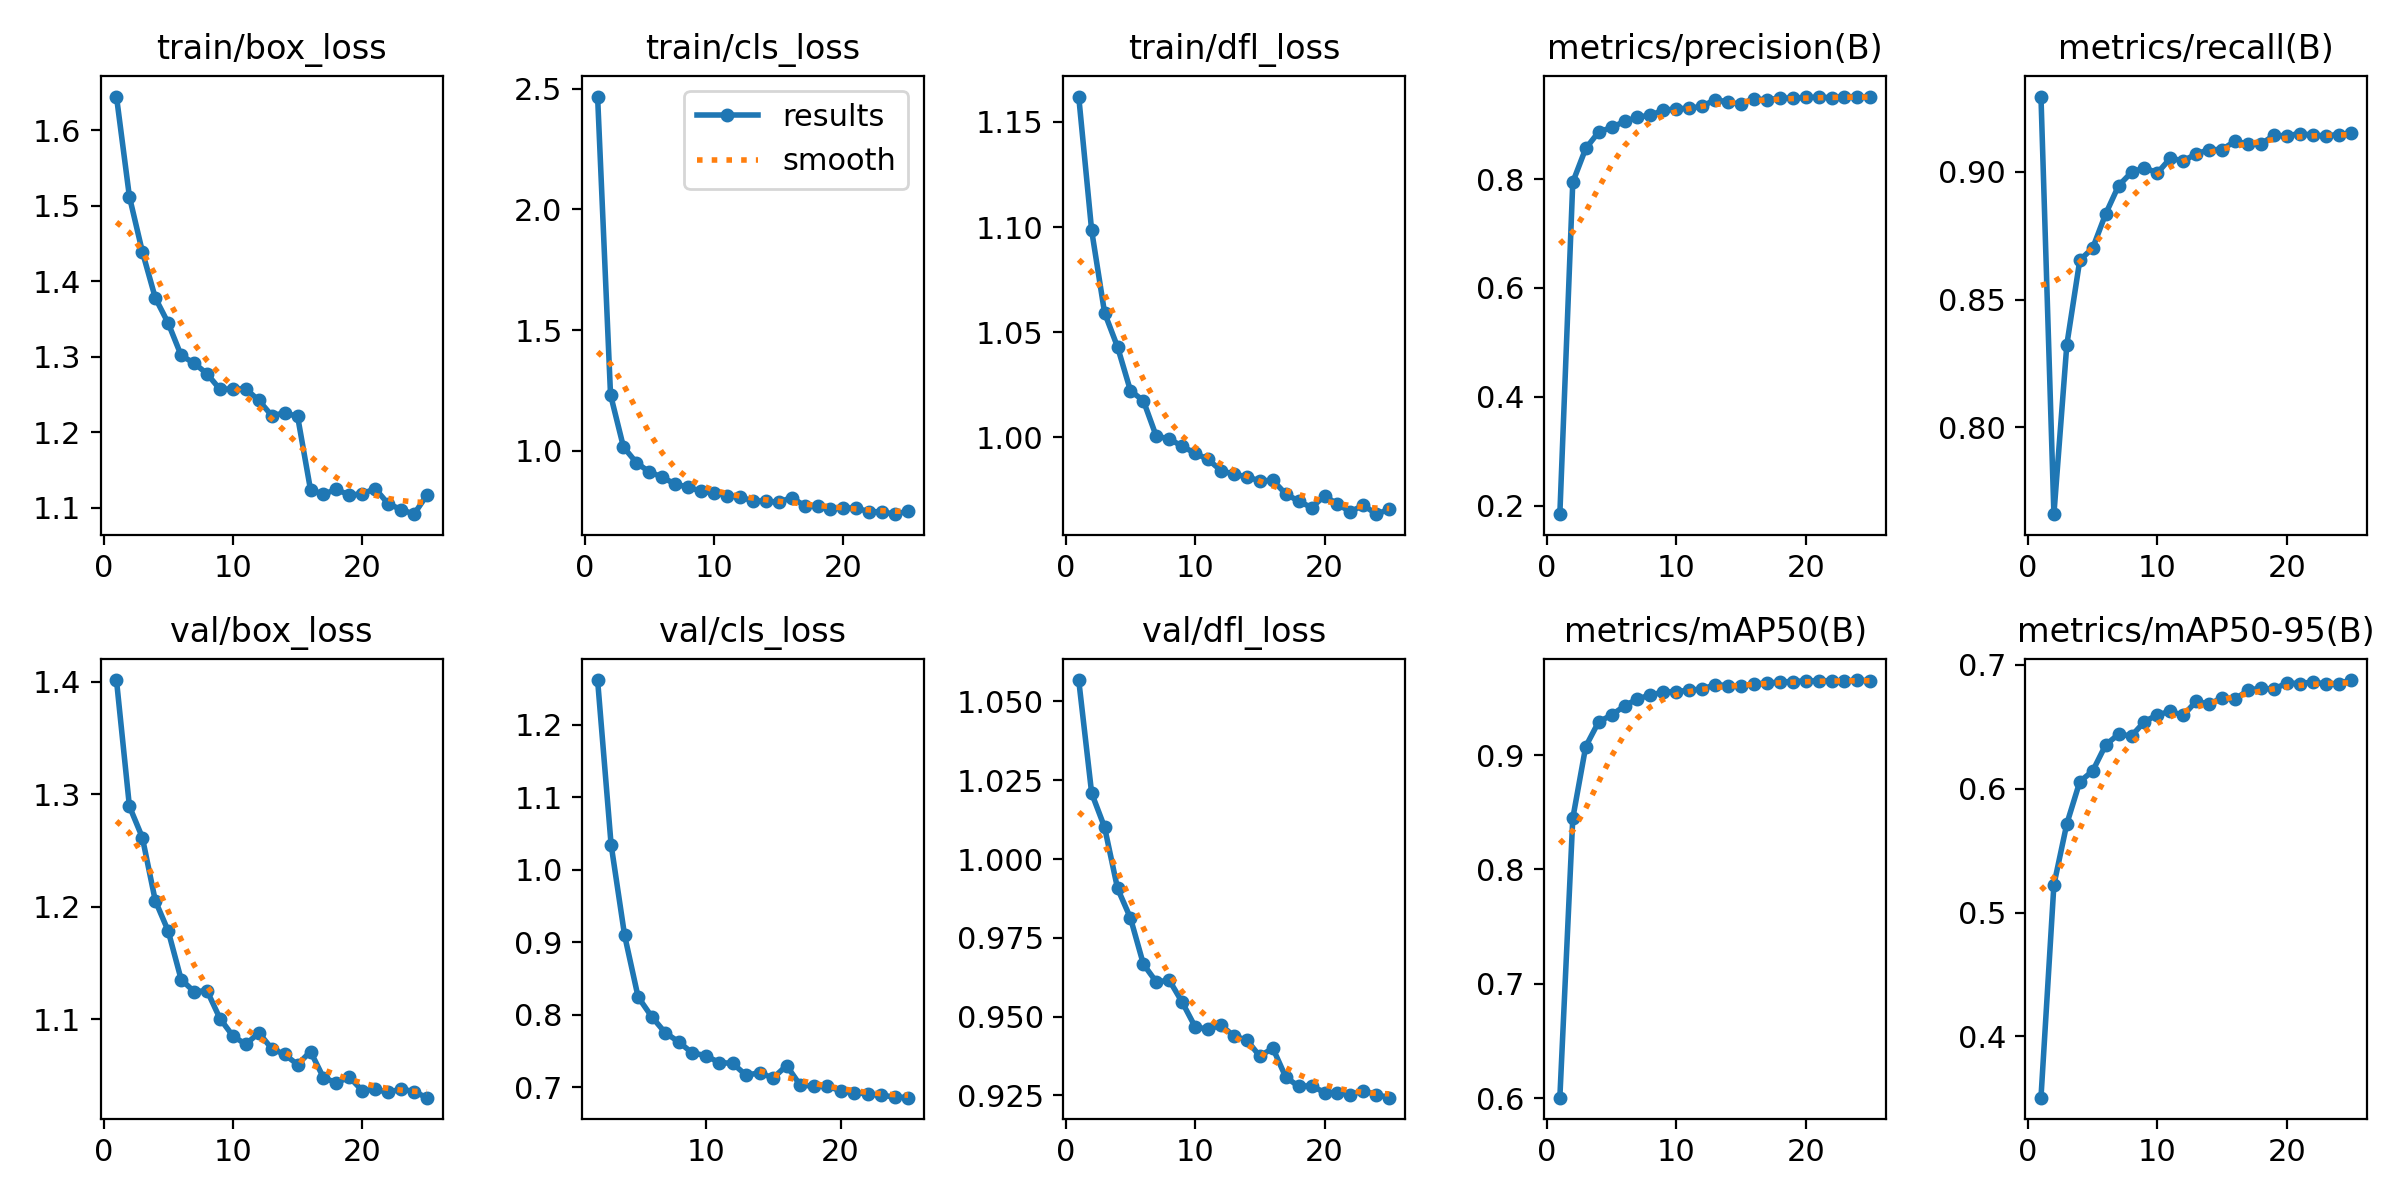 train/box_loss
1.6
1.5
1.4
1.3
1.2
1.1
0 10 20
train/cls_loss
results
smooth
2.5
2.0
1.5
1.0
0 10 20
train/dfl_loss
1.15
1.10
1.05
1.00
0 10 20
metrics/precision(B)
0.8
0.6
0.4
0.2
0 10 20
metrics/recall(B)
0.90
0.85
0.80
0 10 20
val/box_loss
1.4
1.3
1.2
1.1
0 10 20
val/cls_loss
1.2
1.1
1.0
0.9
0.8
0.7
10 20
val/dfl_loss
1.050
1.025
1.000
0.975
0.950
0.925
0 10 20
metrics/mAP50(B)
0.9
0.8
0.7
0.6
0 10 20
metrics/mAP50-95(B)
0.7
0.6
0.5
0.4
0 10 20